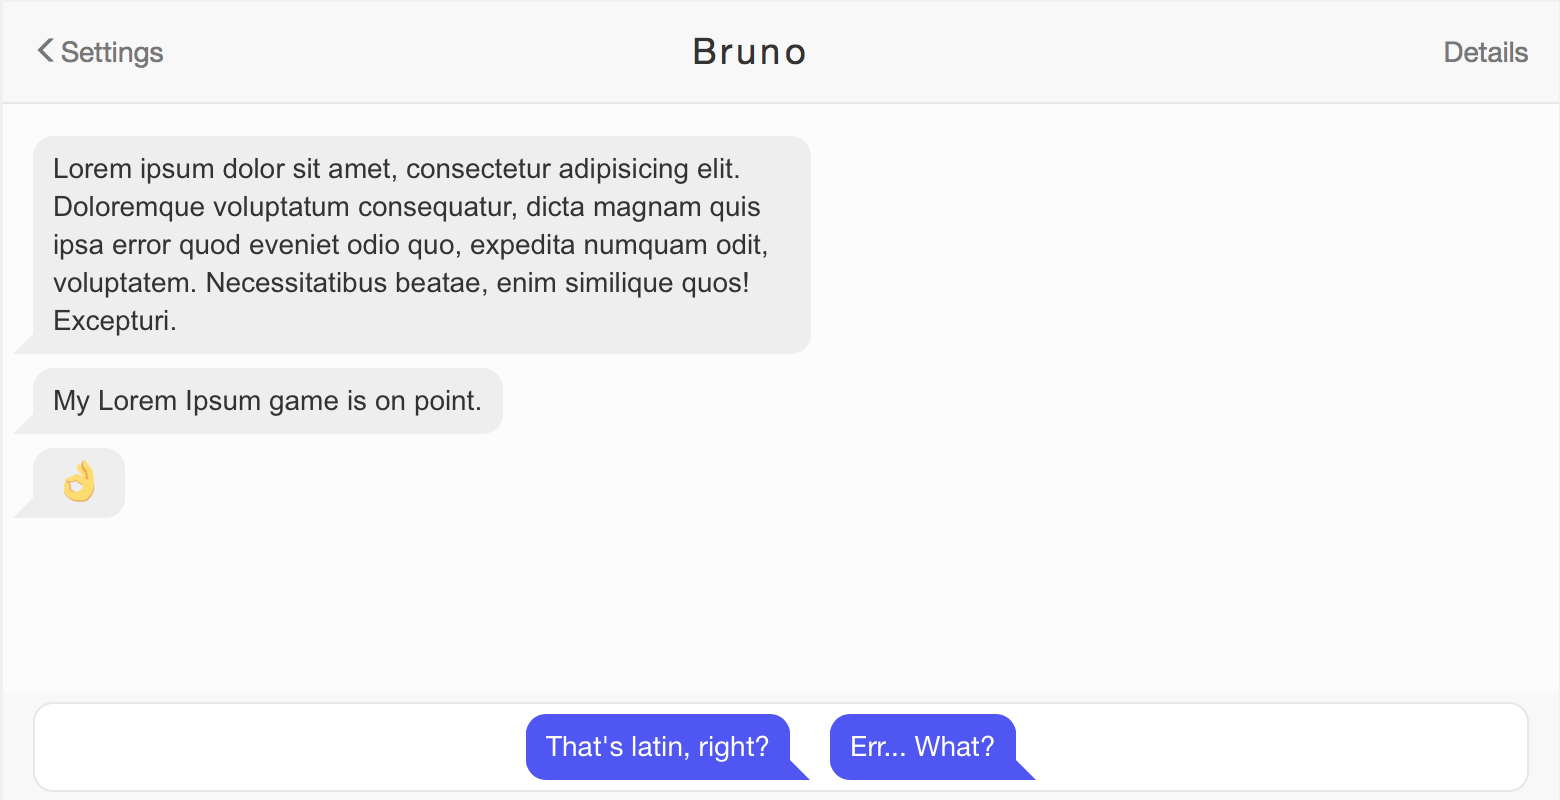 Settings
Bruno
Details
Lorem ipsum dolor sit amet, consectetur adipisicing elit.
Doloremque voluptatum consequatur, dicta magnam quis
ipsa error quod eveniet odio quo, expedita numquam odit,
voluptatem. Necessitatibus beatae, enim similique quos!
Excepturi.
My Lorem Ipsum game is on point.
👌
That's latin, right?
Err... What?